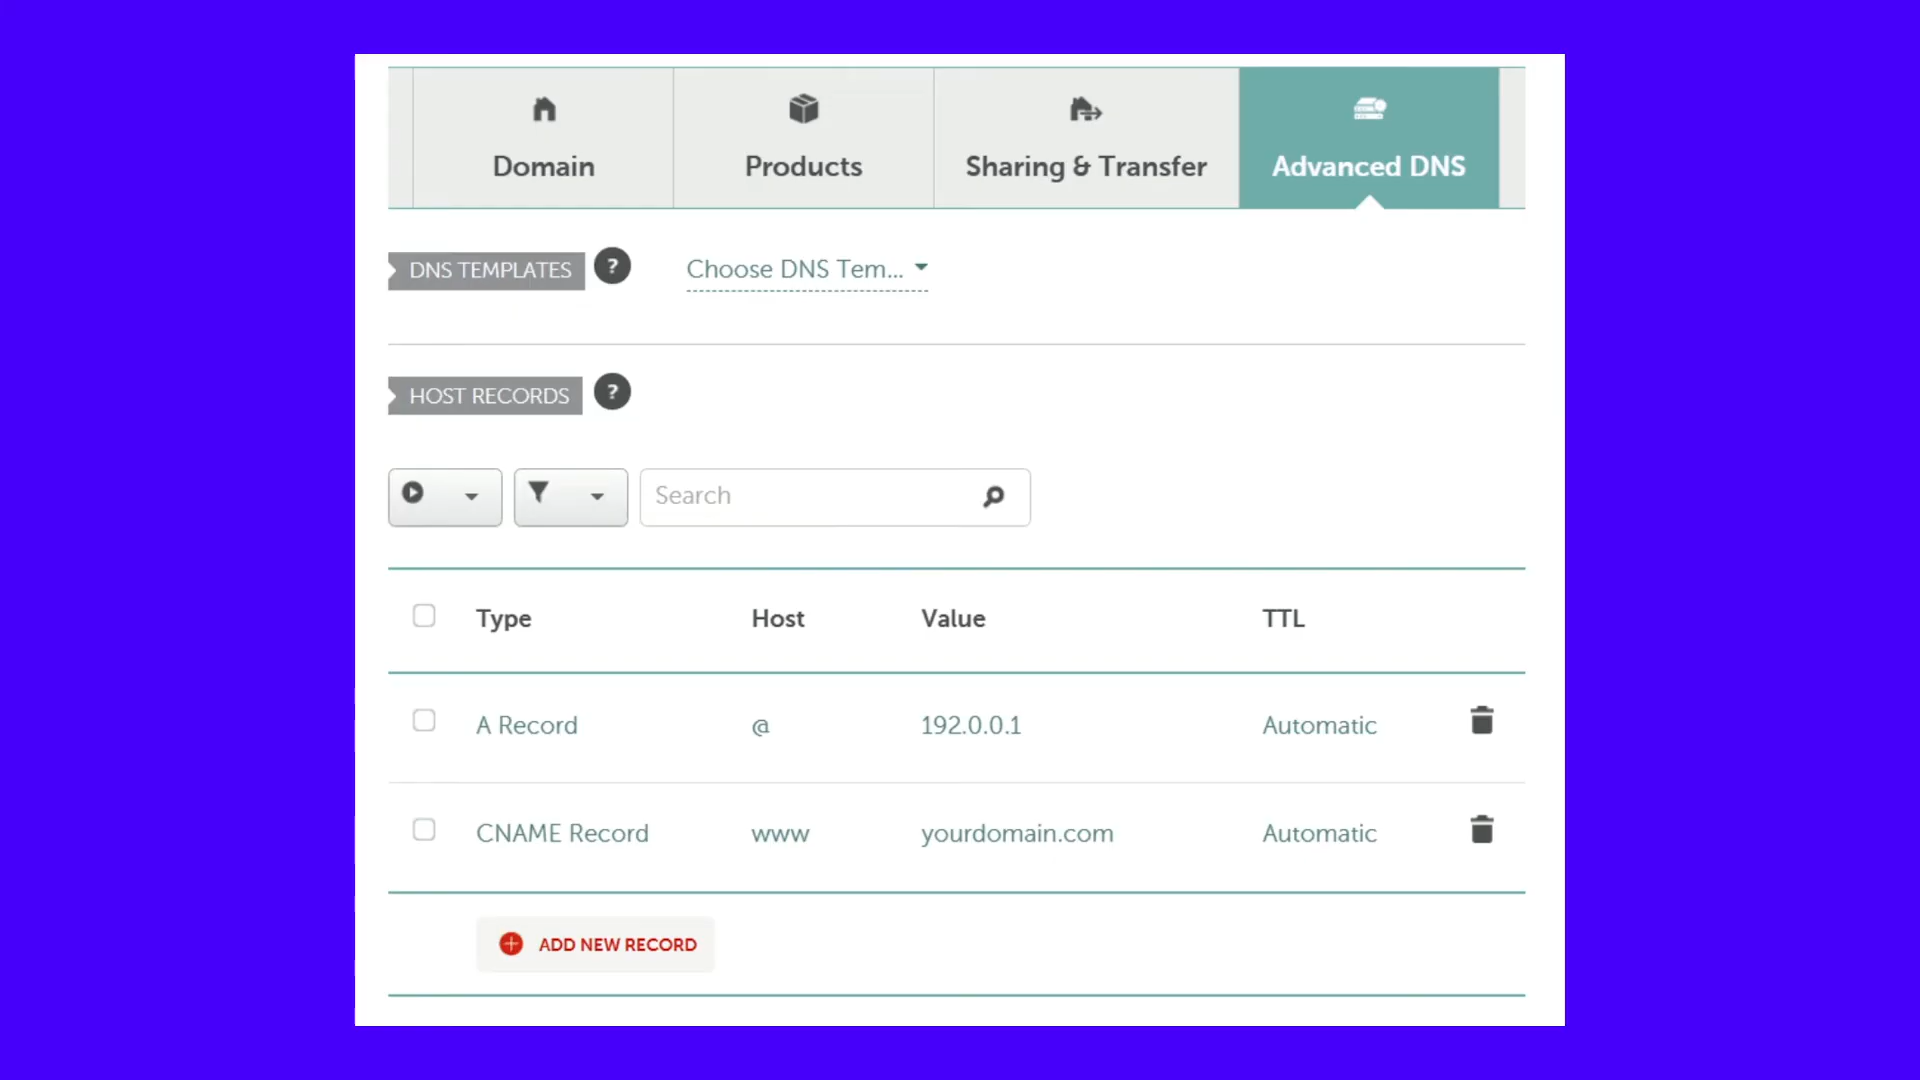 Domain
Products
Sharing & Transfer
Advanced DNS
DNS TEMPLATES ?
Choose DNS Tem...
HOST RECORDS ?
Search
Type Host Value TTL
A Record @ 192.0.0.1 Automatic
CNAME Record www yourdomain.com Automatic
ADD NEW RECORD